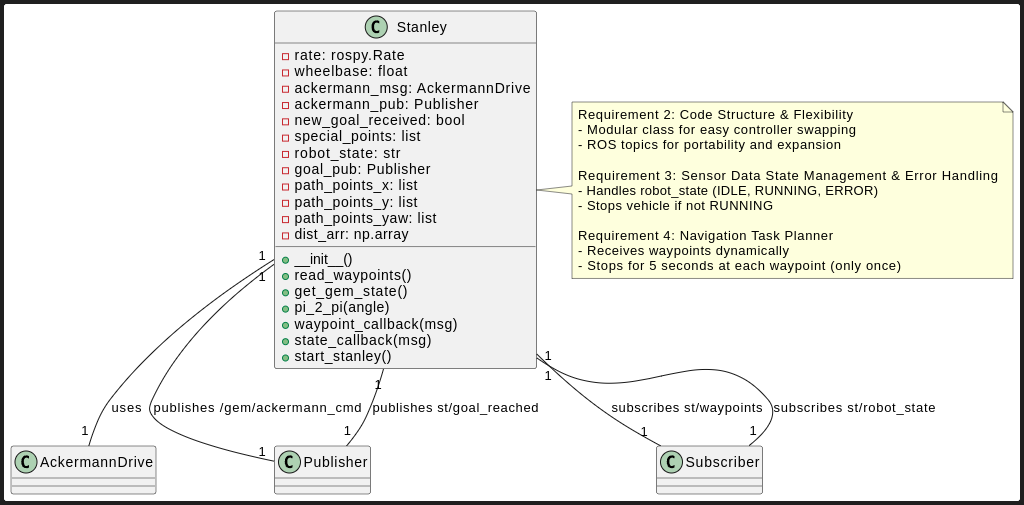 C Stanley
rate: rospy.Rate
wheelbase: float
ackermann_msg: AckermannDrive
ackermann_pub: Publisher
new_goal_received: bool
special_points: list
robot_state: str
goal_pub: Publisher
path_points_x: list
path_points_y: list
path_points_yaw: list
dist_arr: np.array
__init__()
read_waypoints()
get_gem_state()
pi_2_pi(angle)
waypoint_callback(msg)
state_callback(msg)
start_stanley()
Requirement 2: Code Structure & Flexibility
- Modular class for easy controller swapping
- ROS topics for portability and expansion
Requirement 3: Sensor Data State Management & Error Handling
- Handles robot_state (IDLE, RUNNING, ERROR)
- Stops vehicle if not RUNNING
Requirement 4: Navigation Task Planner
- Receives waypoints dynamically
- Stops for 5 seconds at each waypoint (only once)
1
1
1
1
1
uses
publishes /gem/ackermann_cmd
publishes st/goal_reached
subscribes st/waypoints
subscribes st/robot_state
1
1
1
1
1
C AckermannDrive
C Publisher
C Subscriber